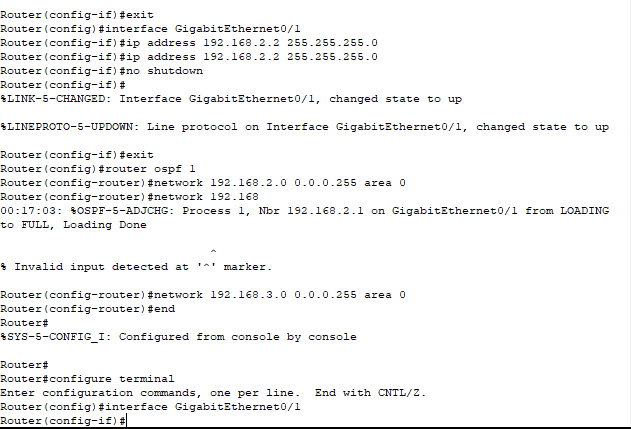 Router(config-if)#exit
Router(config)#interface GigabitEthernet0/1
Router(config-if)#ip address 192.168.2.2 255.255.255.0
Router(config-if)#ip address 192.168.2.2 255.255.255.0
Router(config-if)#no shutdown
Router(config-if)#
%LINK-5-CHANGED: Interface GigabitEthernet0/1, changed state to up
%LINEPROTO-5-UPDOWN: Line protocol on Interface GigabitEthernet0/1, changed state to up
Router(config-if)#exit
Router(config)#router ospf 1
Router(config-router)#network 192.168.2.0 0.0.0.255 area 0
Router(config-router)#network 192.168
00:17:03: %OSPF-5-ADJCHG: Process 1, Nbr 192.168.2.1 on GigabitEthernet0/1 from LOADING
to FULL, Loading Done
^
% Invalid input detected at '^' marker.
Router(config-router)#network 192.168.3.0 0.0.0.255 area 0
Router(config-router)#end
Router#
%SYS-5-CONFIG_I: Configured from console by console
Router#
Router#configure terminal
Enter configuration commands, one per line.  End with CNTL/Z.
Router(config)#interface GigabitEthernet0/1
Router(config-if)#